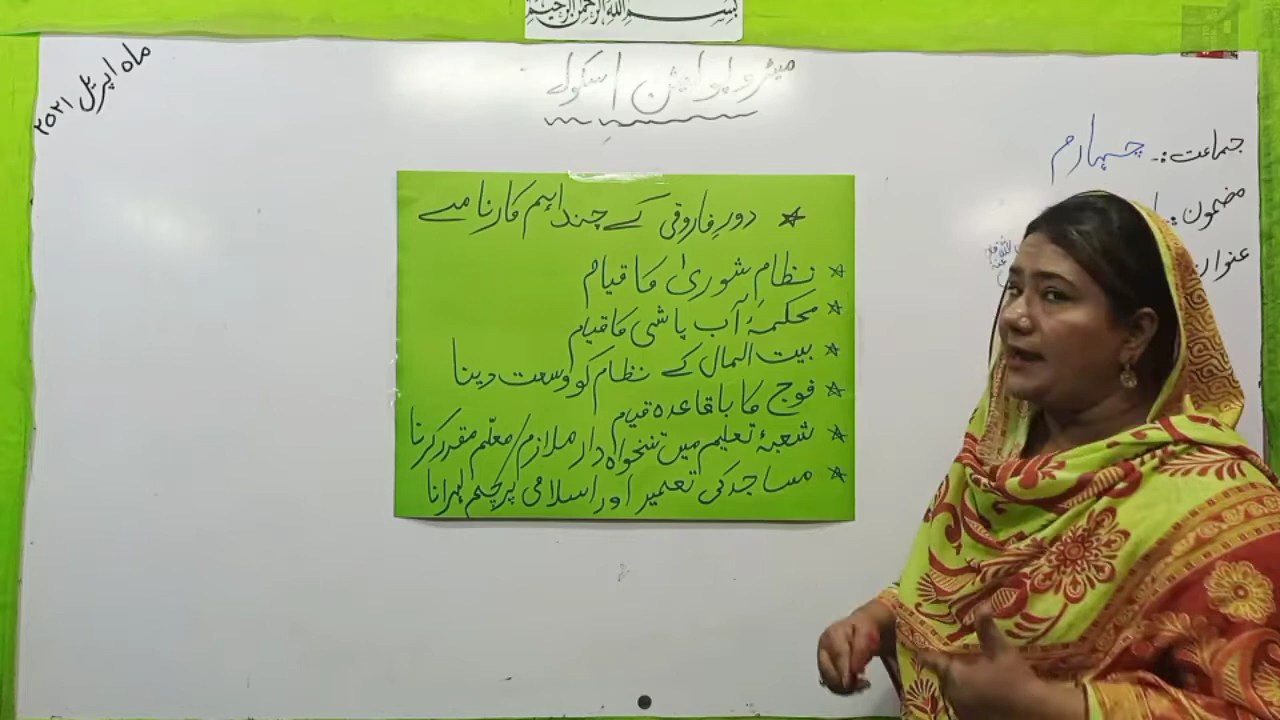 بسم اللہ الرحمن الرحیم
ماہ اپریل ۲۰۲۱
میٹروپولیٹن اسکول
جماعت:۔ چہارم
مضمون:۔
عنوان
☆ دورِ فاروقی کے چند اہم کارنامے
☆ نظامِ شوریٰ کا قیام
☆ محکمۂ آب پاشی کا قیام
☆ بیت المال کے نظام کو وسعت دینا
☆ فوج کا باقاعدہ قیام
☆ شعبۂ تعلیم میں تنخواہ دار ملازم/معلّم مقرر کرنا
☆ مساجد کی تعمیر اور اسلامی پرچم لہرانا